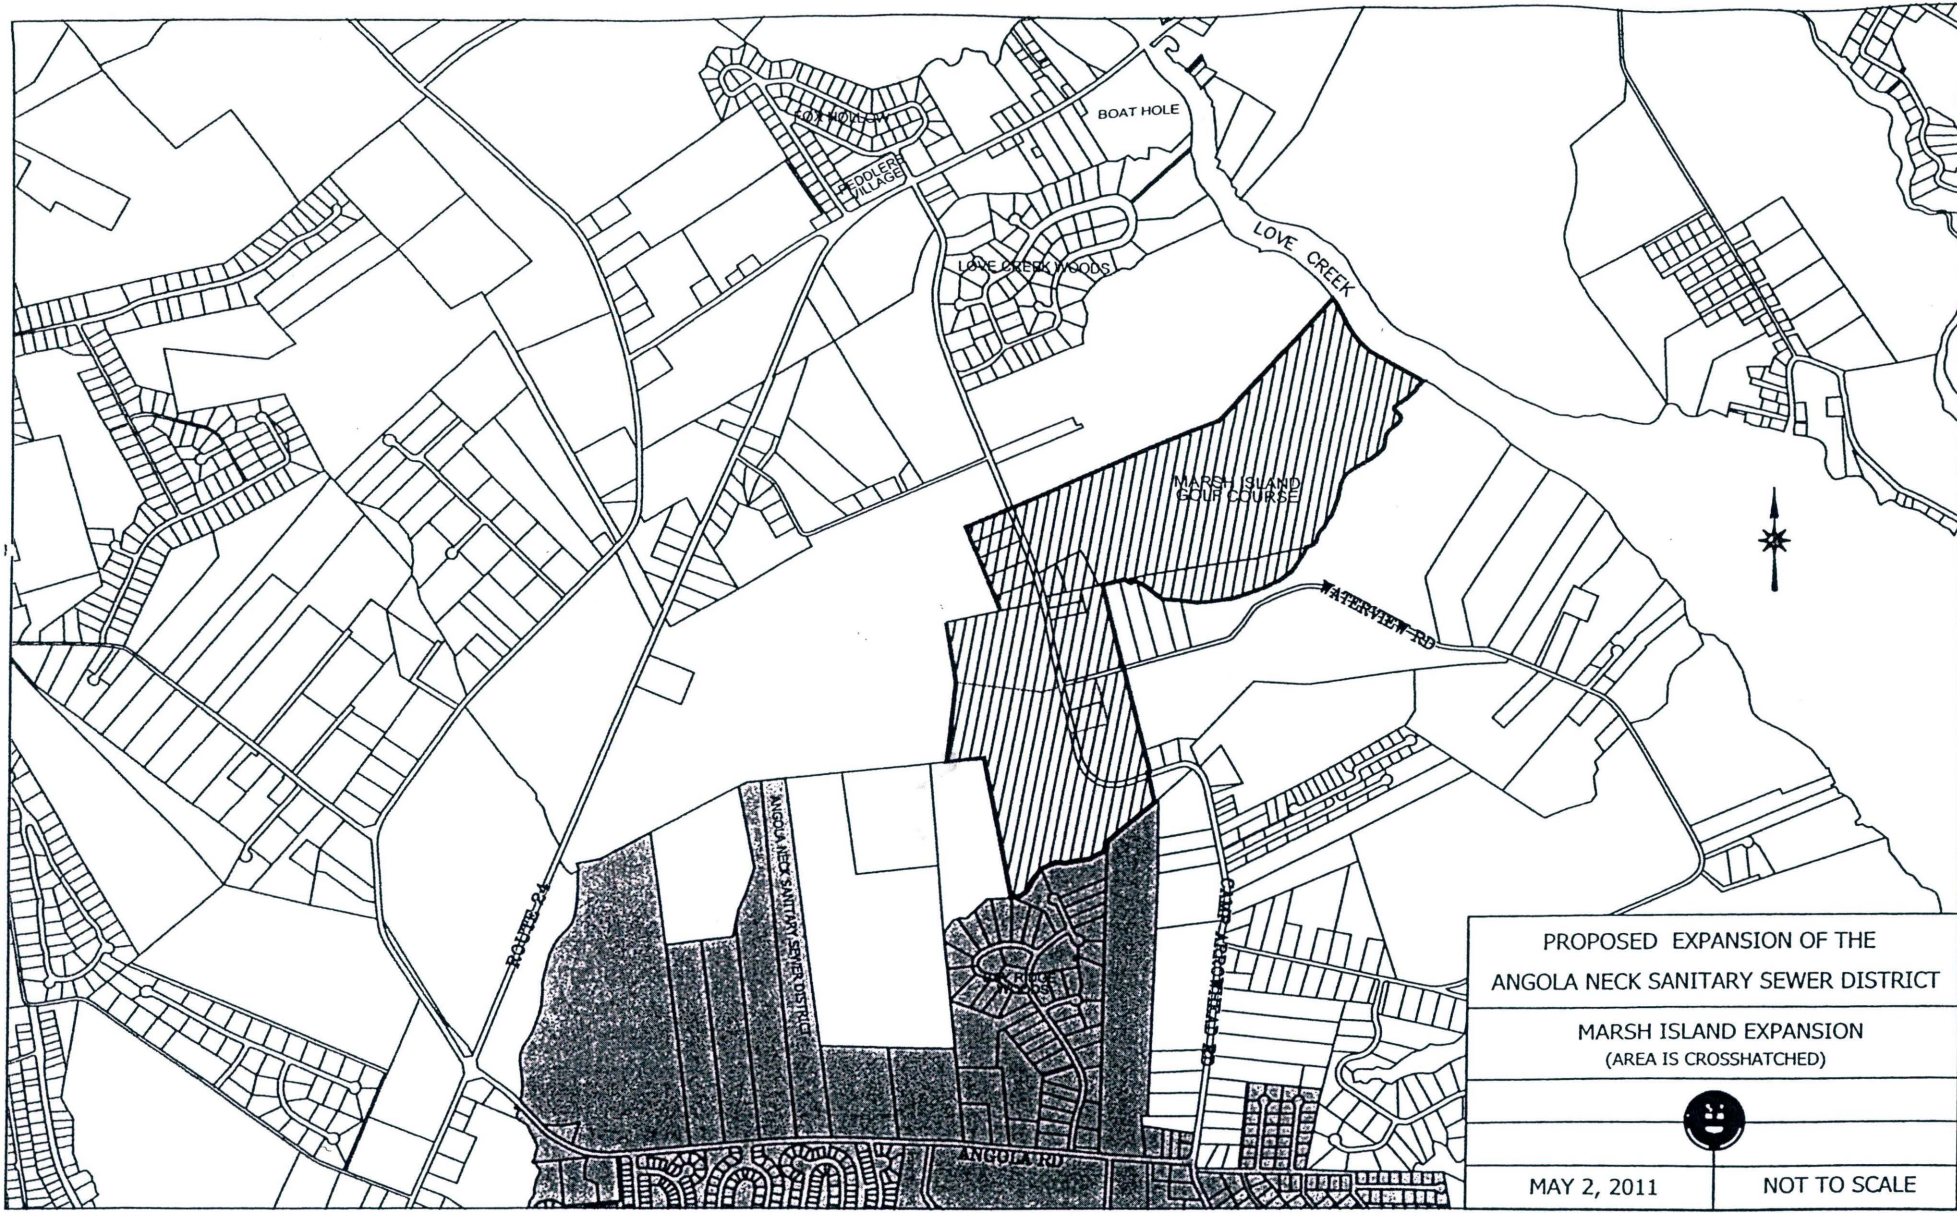 BOAT HOLE
FOX HOLLOW
PEDDLERS
VILLAGE
LOVE CREEK
LOVE CREEK WOODS
MARSH ISLAND
GOLF COURSE
WATERVIEW RD
ANGOLA NECK SANITARY SEWER DISTRICT
ROUTE 24
CAMP ARROWHEAD RD
WOODS
ANGOLA RD
PROPOSED EXPANSION OF THE
ANGOLA NECK SANITARY SEWER DISTRICT
MARSH ISLAND EXPANSION
(AREA IS CROSSHATCHED)
MAY 2, 2011
NOT TO SCALE